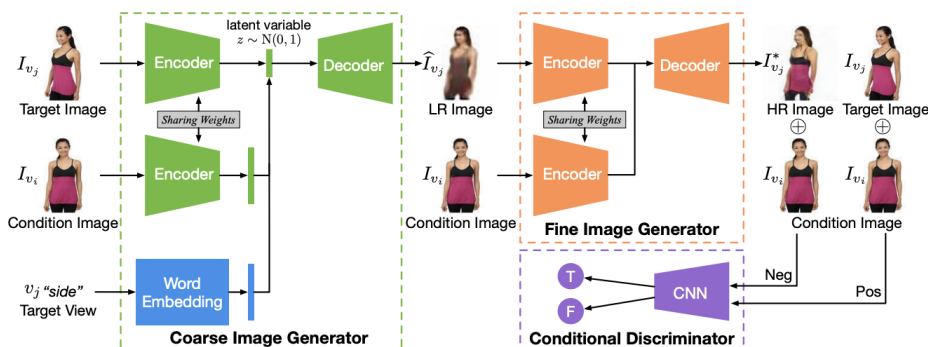 latent variable
z ∼ N(0, 1)
Encoder
Decoder
I_{v_j}
Target Image
Sharing Weights
Encoder
I_{v_i}
Condition Image
v_j "side"
Target View
Word
Embedding
Coarse Image Generator
Î_{v_j}
LR Image
Encoder
Decoder
Sharing Weights
I_{v_i}
Condition Image
Encoder
Fine Image Generator
I^*_{v_j}
HR Image
I_{v_j}
Target Image
⊕
⊕
I_{v_i}
I_{v_i}
Condition Image
Neg
Pos
T
F
CNN
Conditional Discriminator